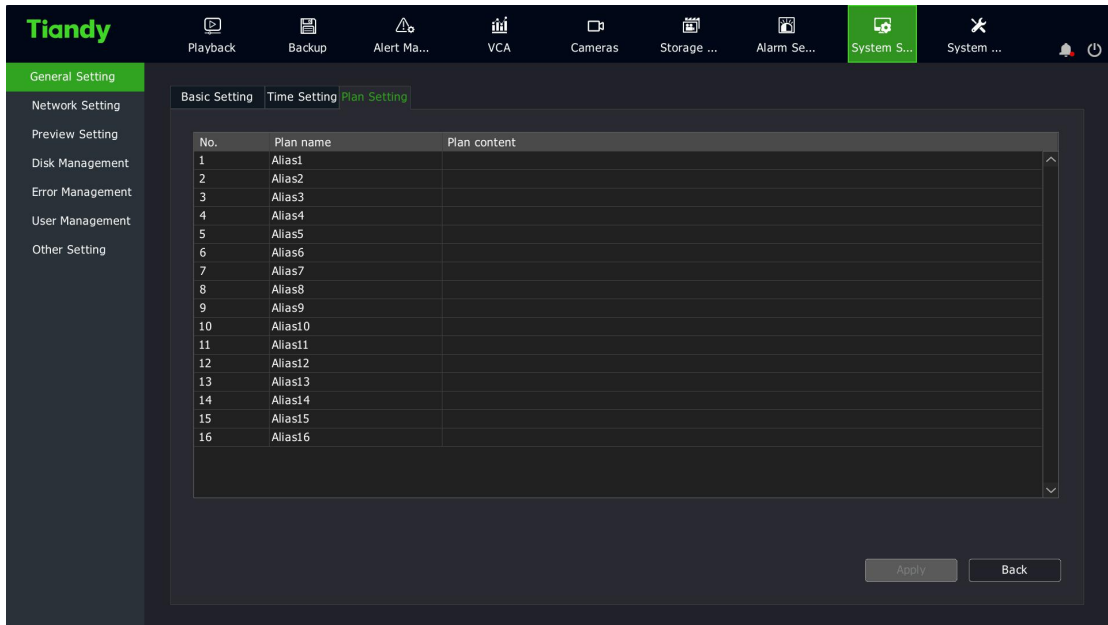 Tiandy
Playback Backup Alert Ma... VCA Cameras Storage ... Alarm Se... System S... System ...
General Setting
Network Setting
Preview Setting
Disk Management
Error Management
User Management
Other Setting
Basic Setting Time Setting Plan Setting
No. Plan name Plan content
1 Alias1
2 Alias2
3 Alias3
4 Alias4
5 Alias5
6 Alias6
7 Alias7
8 Alias8
9 Alias9
10 Alias10
11 Alias11
12 Alias12
13 Alias13
14 Alias14
15 Alias15
16 Alias16
Apply Back